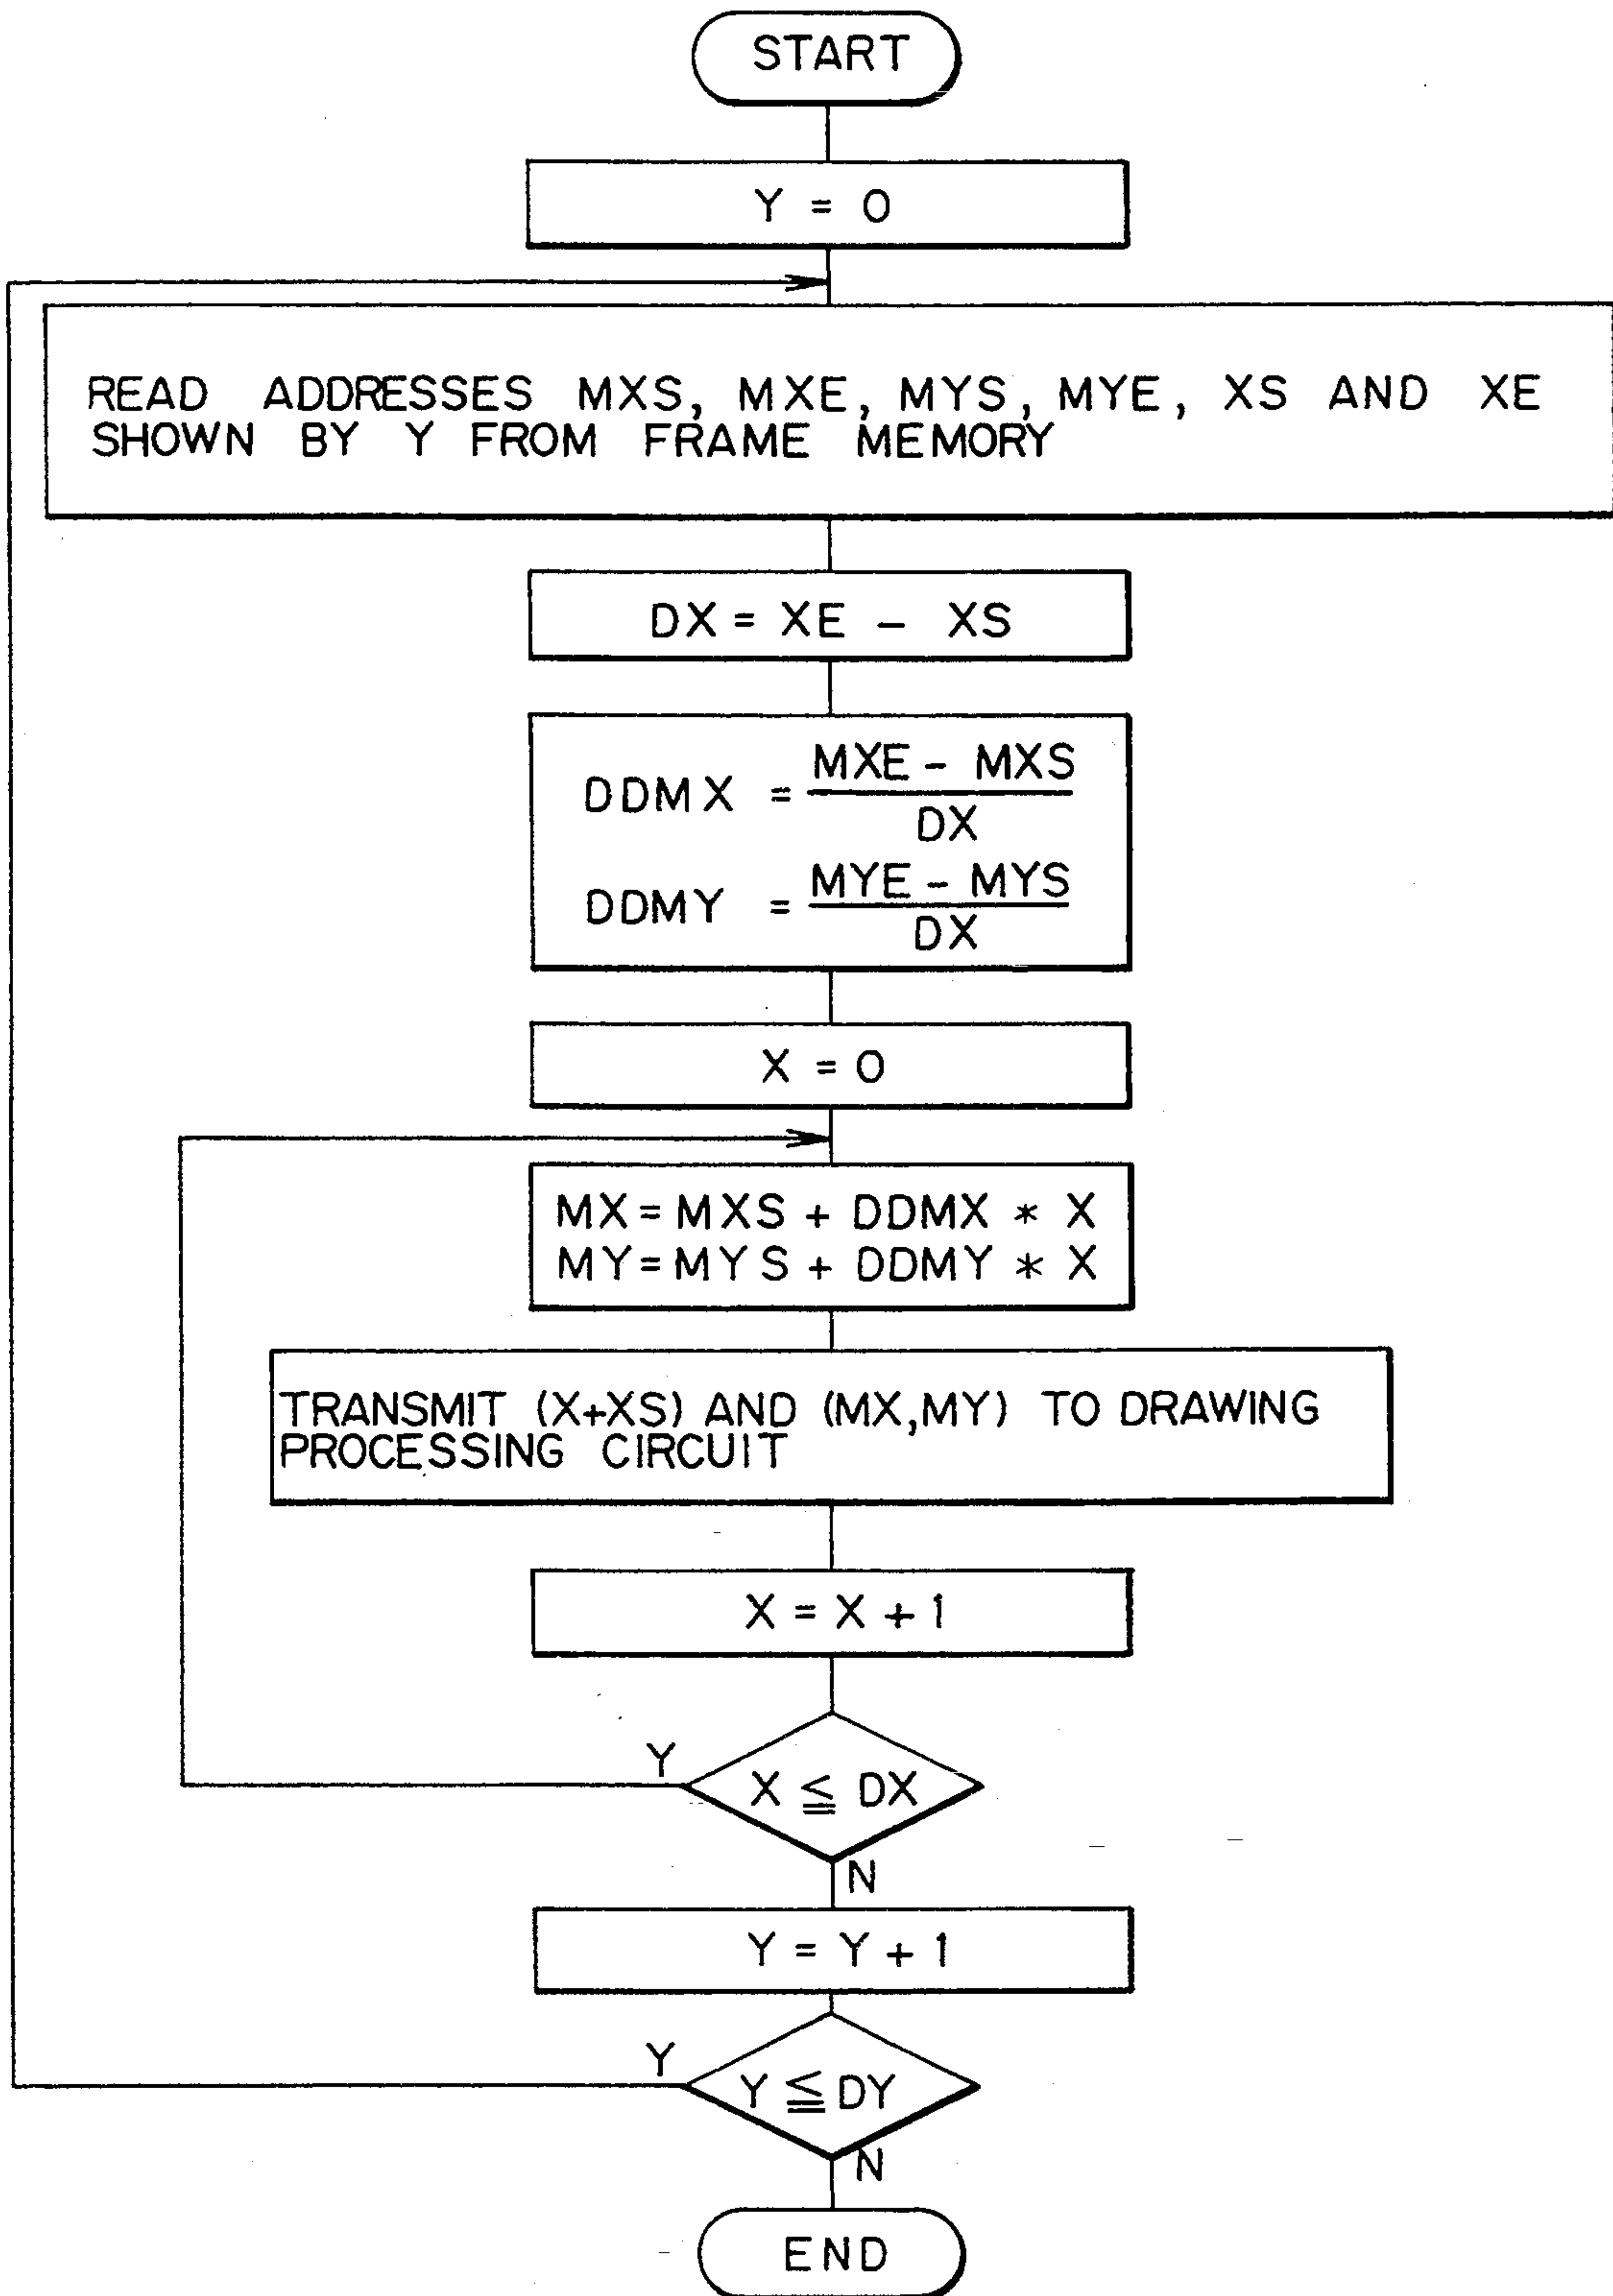 START
Y = 0
READ ADDRESSES MXS, MXE, MYS, MYE, XS AND XE
SHOWN BY Y FROM FRAME MEMORY
DX = XE - XS
DDMX = MXE - MXS
DX
DDMY = MYE - MYS
DX
X = 0
MX = MXS + DDMX * X
MY = MYS + DDMY * X
TRANSMIT (X+XS) AND (MX,MY) TO DRAWING
PROCESSING CIRCUIT
X = X + 1
Y
X ≦ DX
N
Y = Y + 1
Y
Y ≦ DY
N
END